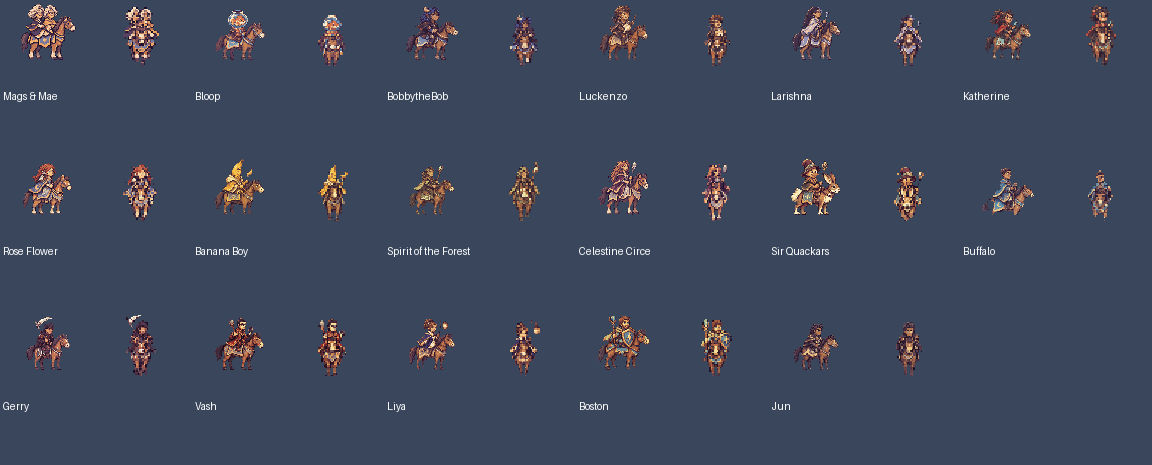 Mags & Mae
Bloop
BobbytheBob
Luckenzo
Larishna
Katherine
Rose Flower
Banana Boy
Spirit of the Forest
Celestine Circe
Sir Quackars
Buffalo
Gerry
Vash
Liya
Boston
Jun